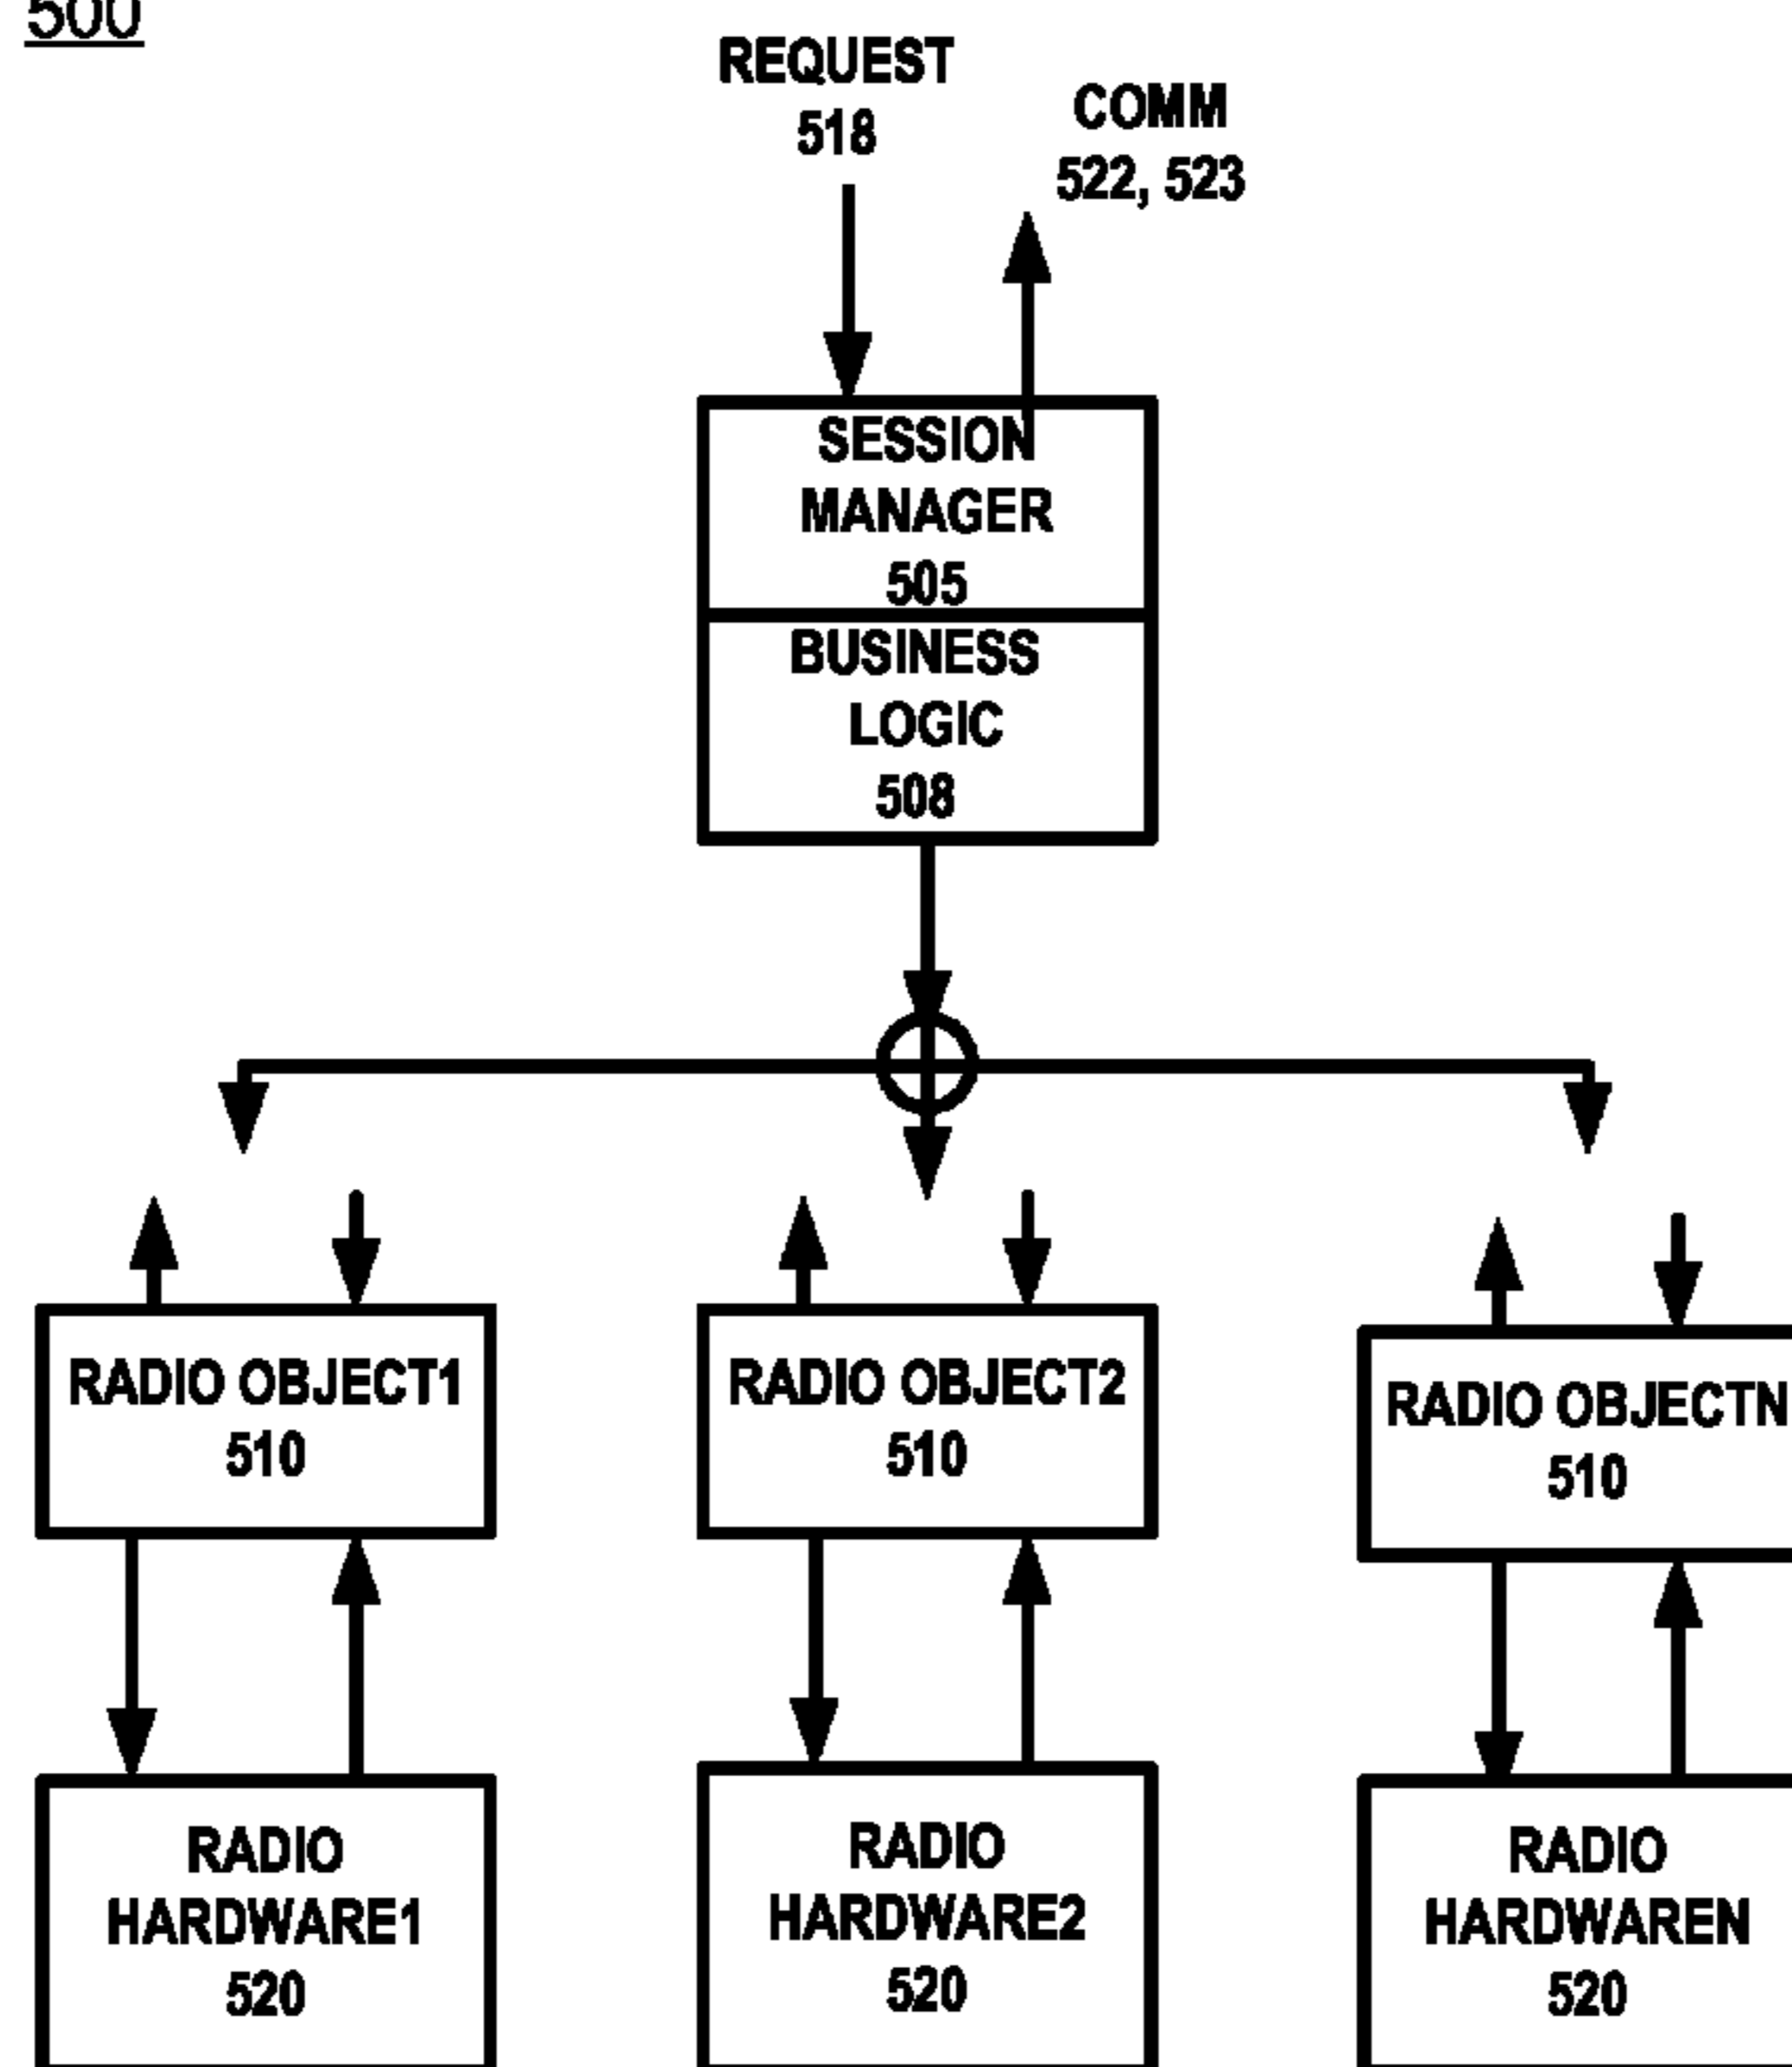 500
REQUEST
518
COMM
522, 523
SESSION
MANAGER
505
BUSINESS
LOGIC
508
RADIO OBJECT1
510
RADIO OBJECT2
510
RADIO OBJECTN
510
RADIO
HARDWARE1
520
RADIO
HARDWARE2
520
RADIO
HARDWAREN
520